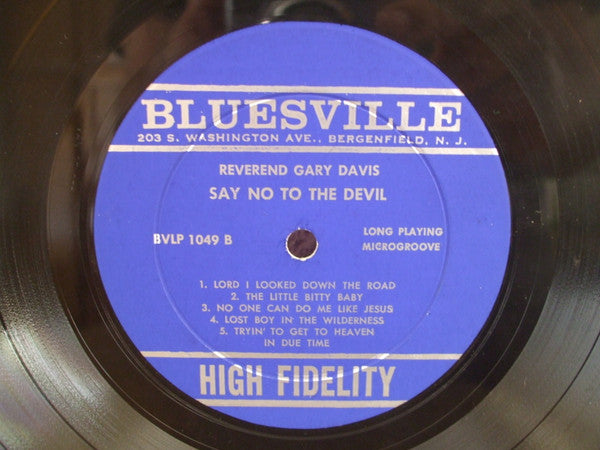 BLUESVILLE
203 S. WASHINGTON AVE., BERGENFIELD, N. J.
REVEREND GARY DAVIS
SAY NO TO THE DEVIL
BVLP 1049 B
LONG PLAYING
MICROGROOVE
1. LORD I LOOKED DOWN THE ROAD
2. THE LITTLE BITTY BABY
3. NO ONE CAN DO ME LIKE JESUS
4. LOST BOY IN THE WILDERNESS
5. TRYIN' TO GET TO HEAVEN
IN DUE TIME
HIGH FIDELITY